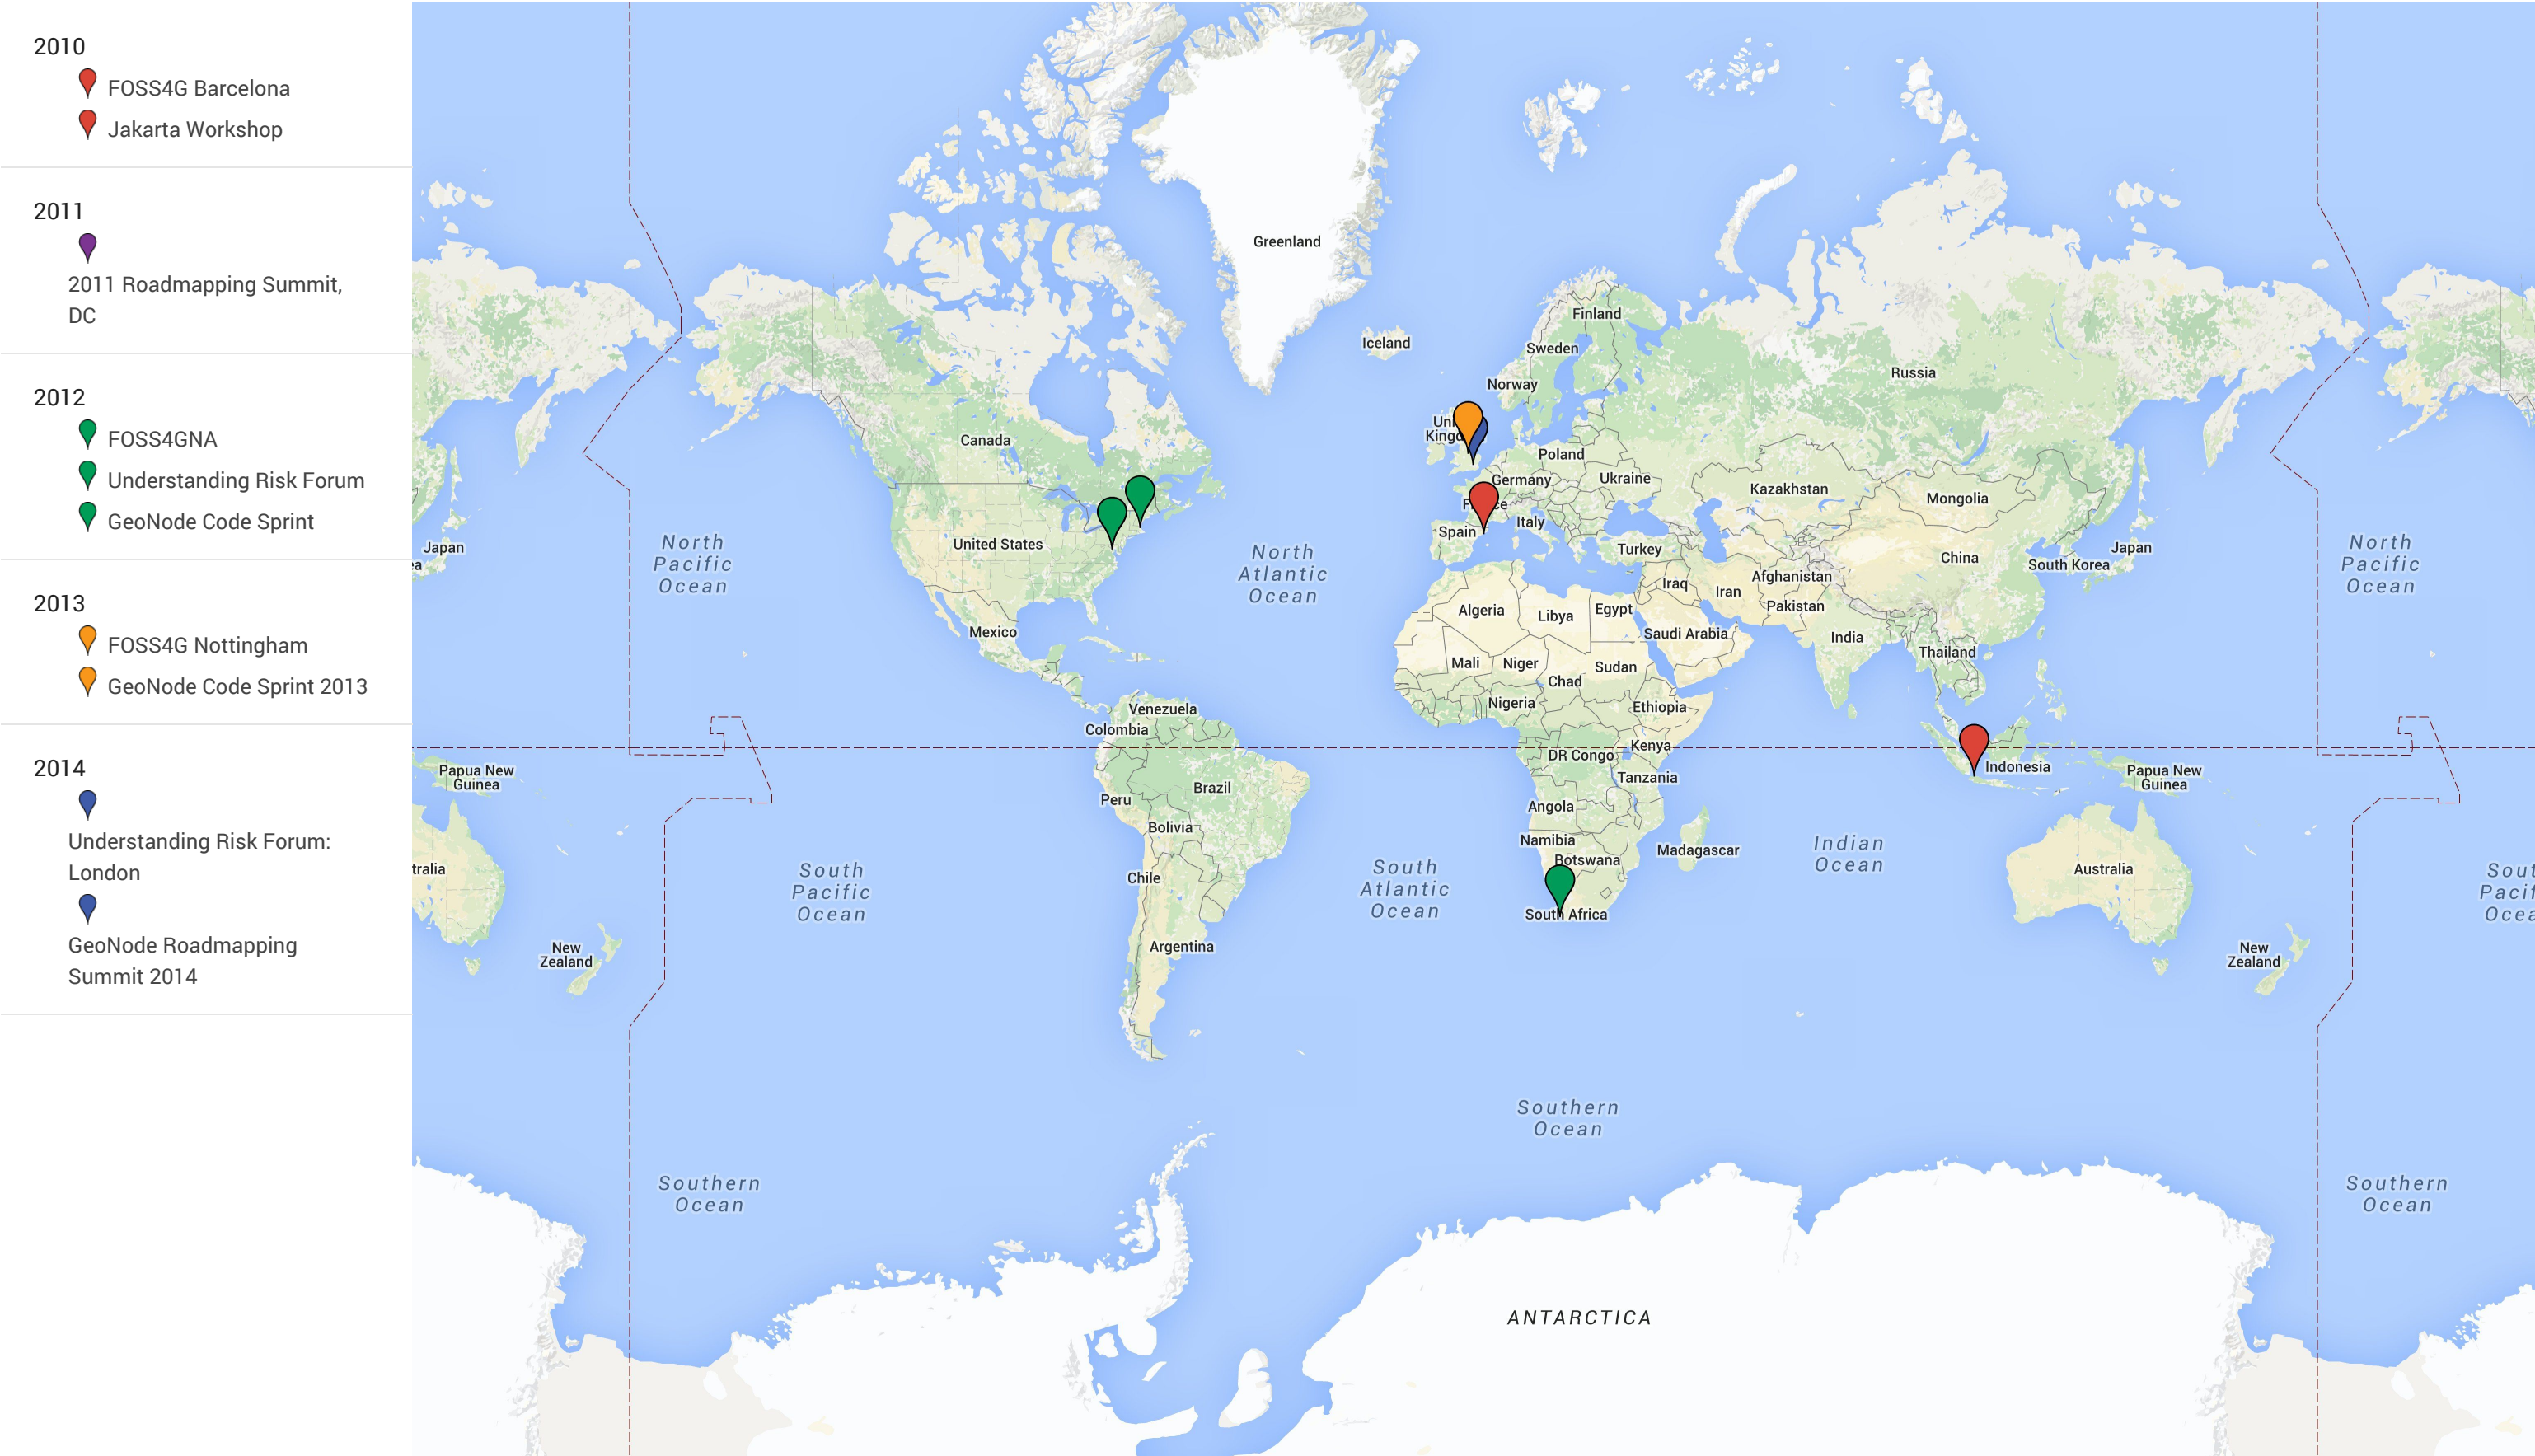 2010
FOSS4G Barcelona
Jakarta Workshop
2011
2011 Roadmapping Summit,
DC
2012
FOSS4GNA
Understanding Risk Forum
GeoNode Code Sprint
2013
FOSS4G Nottingham
GeoNode Code Sprint 2013
2014
Understanding Risk Forum:
London
GeoNode Roadmapping
Summit 2014
Greenland
Iceland
Finland
Sweden
Norway
Russia
Canada
Poland
Germany
Ukraine
Kazakhstan
Mongolia
Spain
Italy
United States
Turkey
China
Japan
South Korea
Japan
North
Pacific
Ocean
North
Atlantic
Ocean
North
Pacific
Ocean
Iraq
Iran
Afghanistan
Pakistan
Algeria
Libya
Egypt
Saudi Arabia
India
Mexico
Mali
Niger
Chad
Sudan
Thailand
Nigeria
Ethiopia
Venezuela
Colombia
DR Congo
Kenya
Tanzania
Indonesia
Papua New
Guinea
Papua New
Guinea
Peru
Brazil
Angola
Bolivia
Namibia
Botswana
Madagascar
Indian
Ocean
Chile
South
Pacific
Ocean
South
Atlantic
Ocean
South Africa
Australia
tralia
Argentina
New
Zealand
New
Zealand
Southern
Ocean
Southern
Ocean
Southern
Ocean
ANTARCTICA